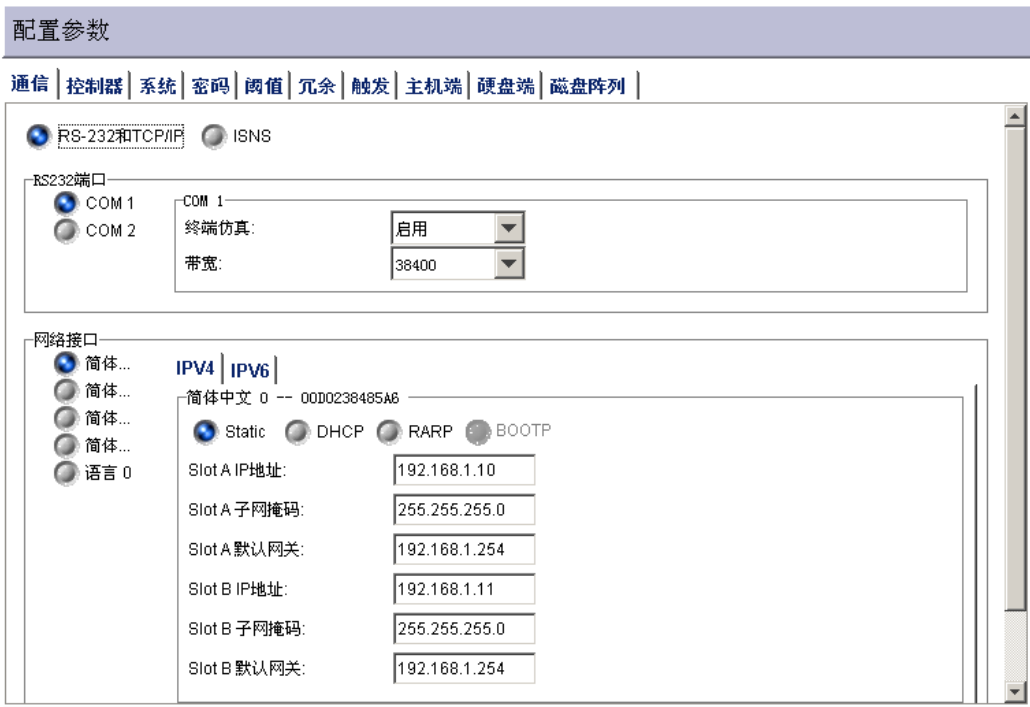 配置参数
通信 控制器 系统 密码 阈值 冗余 触发 主机端 硬盘端 磁盘阵列
RS-232和TCP/IP ISNS
RS232端口
COM 1
COM 2
COM 1
终端仿真: 启用
带宽: 38400
网络接口
简体...
简体...
简体...
简体...
语言 0
IPV4 IPV6
简体中文 0 -- 00D0238485A6
Static DHCP RARP BOOTP
Slot A IP地址: 192.168.1.10
Slot A 子网掩码: 255.255.255.0
Slot A 默认网关: 192.168.1.254
Slot B IP地址: 192.168.1.11
Slot B 子网掩码: 255.255.255.0
Slot B 默认网关: 192.168.1.254